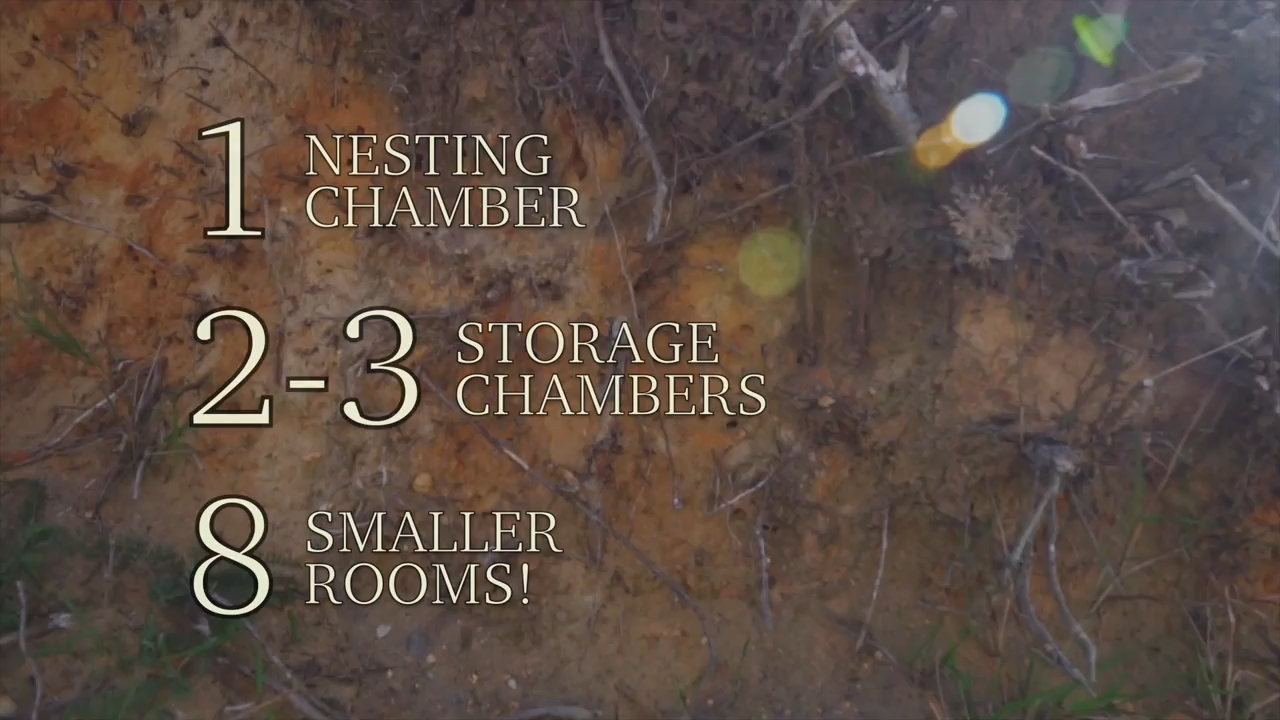 1 NESTING
CHAMBER
2-3 STORAGE
CHAMBERS
8 SMALLER
ROOMS!